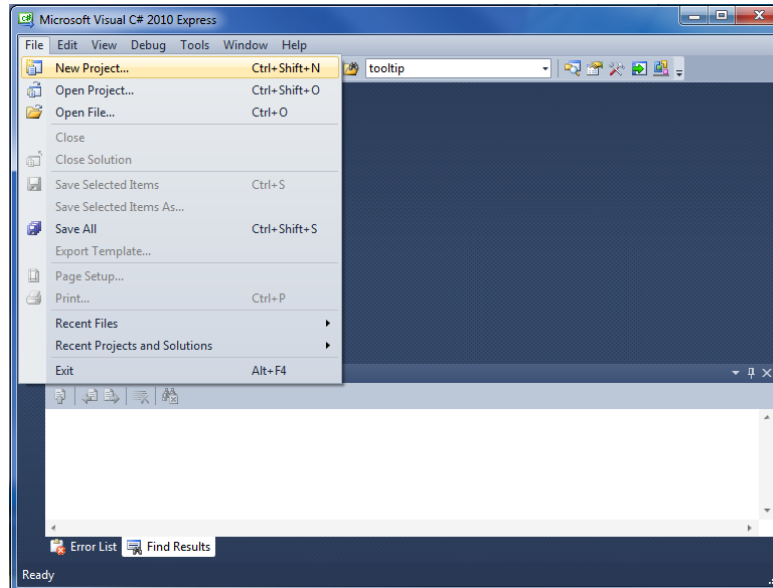 Microsoft Visual C# 2010 Express
File Edit View Debug Tools Window Help
tooltip
New Project... Ctrl+Shift+N
Open Project... Ctrl+Shift+O
Open File... Ctrl+O
Close
Close Solution
Save Selected Items Ctrl+S
Save Selected Items As...
Save All Ctrl+Shift+S
Export Template...
Page Setup...
Print... Ctrl+P
Recent Files
Recent Projects and Solutions
Exit Alt+F4
Error List Find Results
Ready